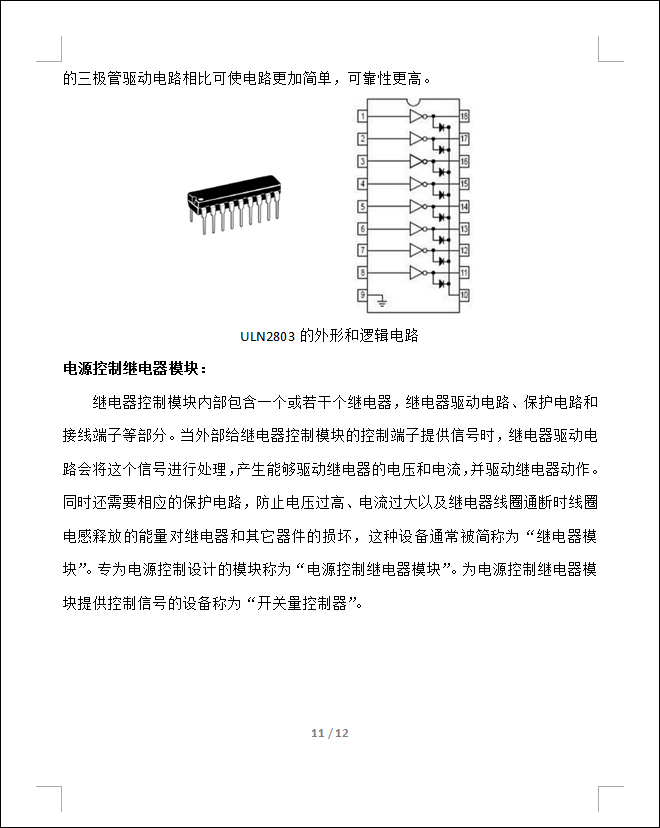 的三极管驱动电路相比可使电路更加简单，可靠性更高。
1 18
2 17
3 16
4 15
5 14
6 13
7 12
8 11
9 10
ULN2803 的外形和逻辑电路
电源控制继电器模块：
继电器控制模块内部包含一个或若干个继电器，继电器驱动电路、保护电路和
接线端子等部分。当外部给继电器控制模块的控制端子提供信号时，继电器驱动电
路会将这个信号进行处理，产生能够驱动继电器的电压和电流，并驱动继电器动作。
同时还需要相应的保护电路，防止电压过高、电流过大以及继电器线圈通断时线圈
电感释放的能量对继电器和其它器件的损坏，这种设备通常被简称为“继电器模
块”。专为电源控制设计的模块称为“电源控制继电器模块”。为电源控制继电器模
块提供控制信号的设备称为“开关量控制器”。
11 / 12